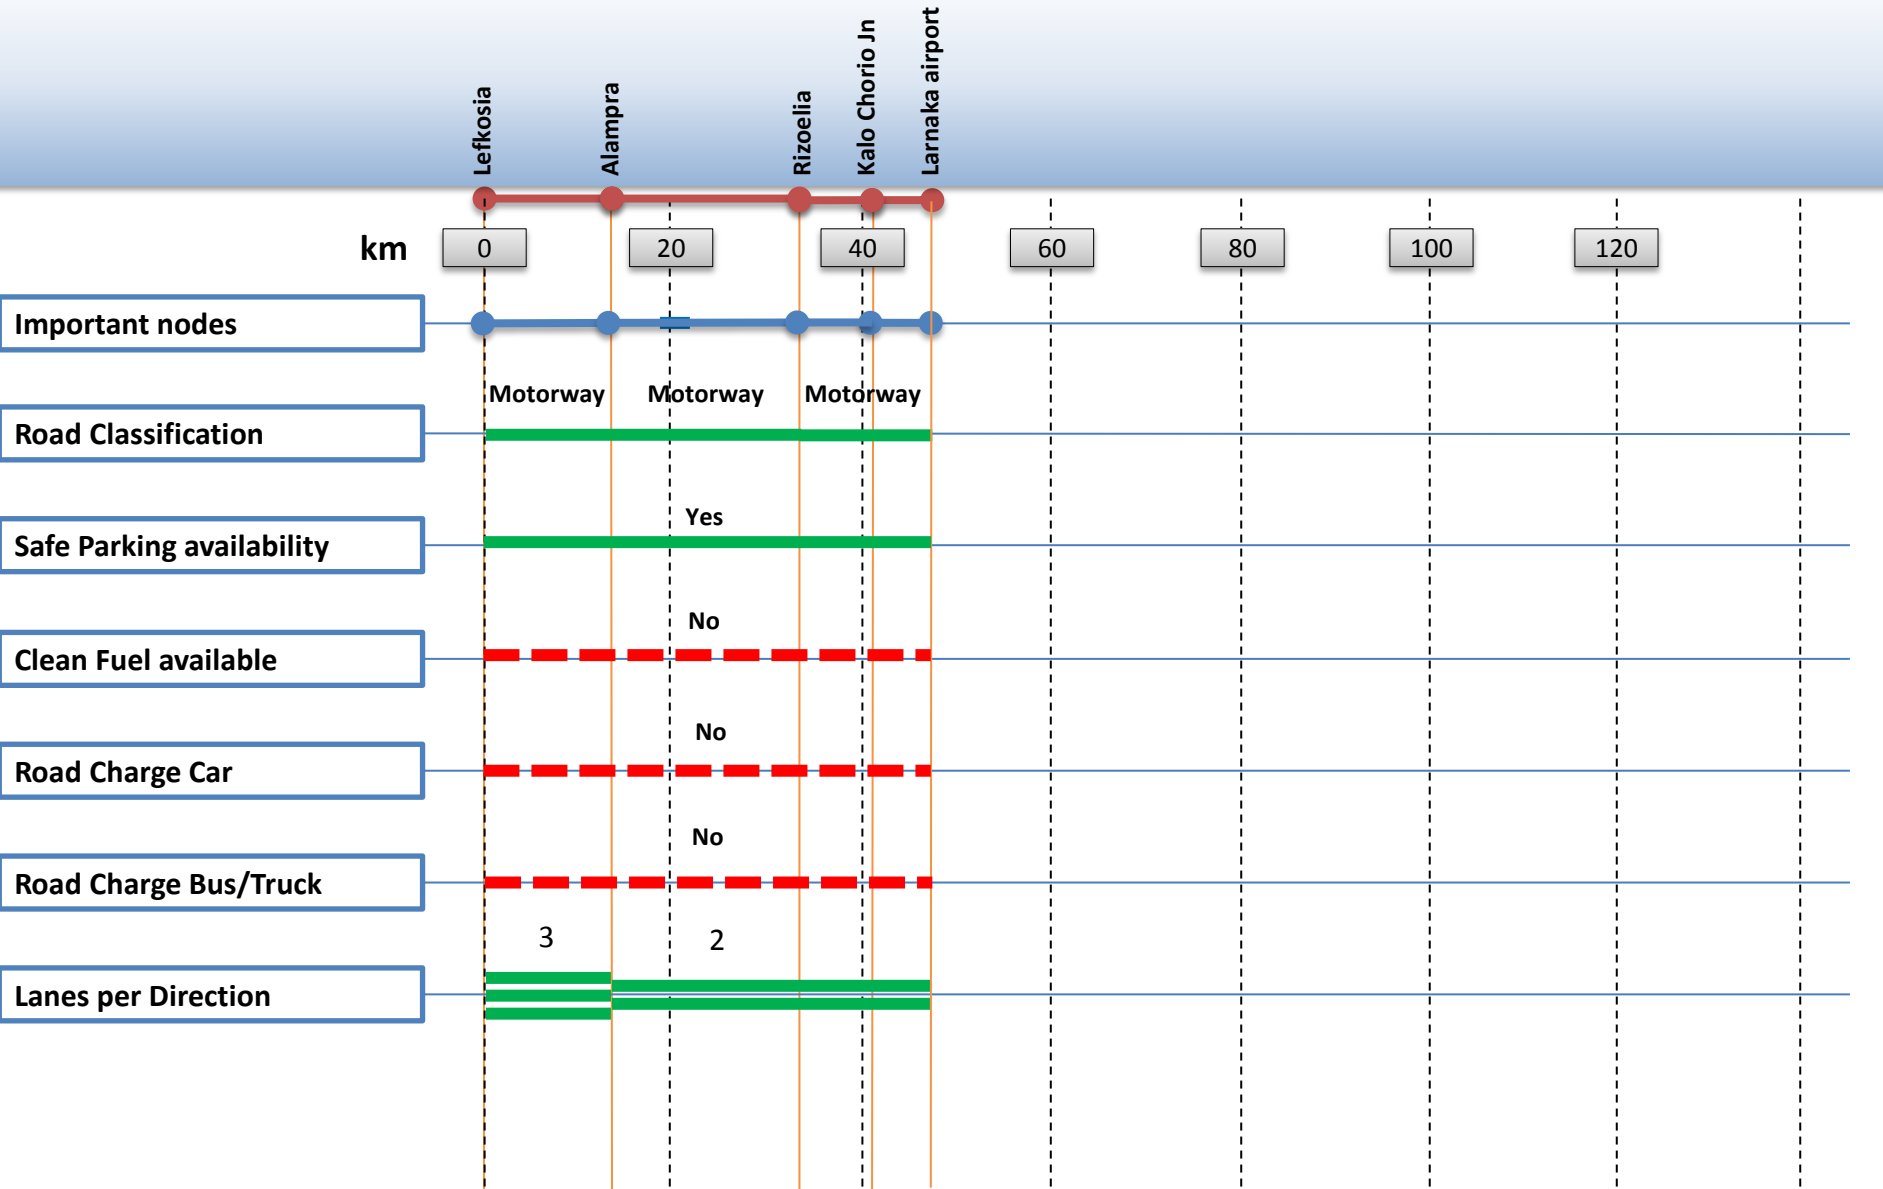 Lefkosia
Alampra
Rizoelia
Kalo Chorio Jn
Larnaka airport
km
0
20
40
60
80
100
120
Important nodes
Motorway
Motorway
Motorway
Road Classification
Yes
Safe Parking availability
No
Clean Fuel available
No
Road Charge Car
No
Road Charge Bus/Truck
3
2
Lanes per Direction